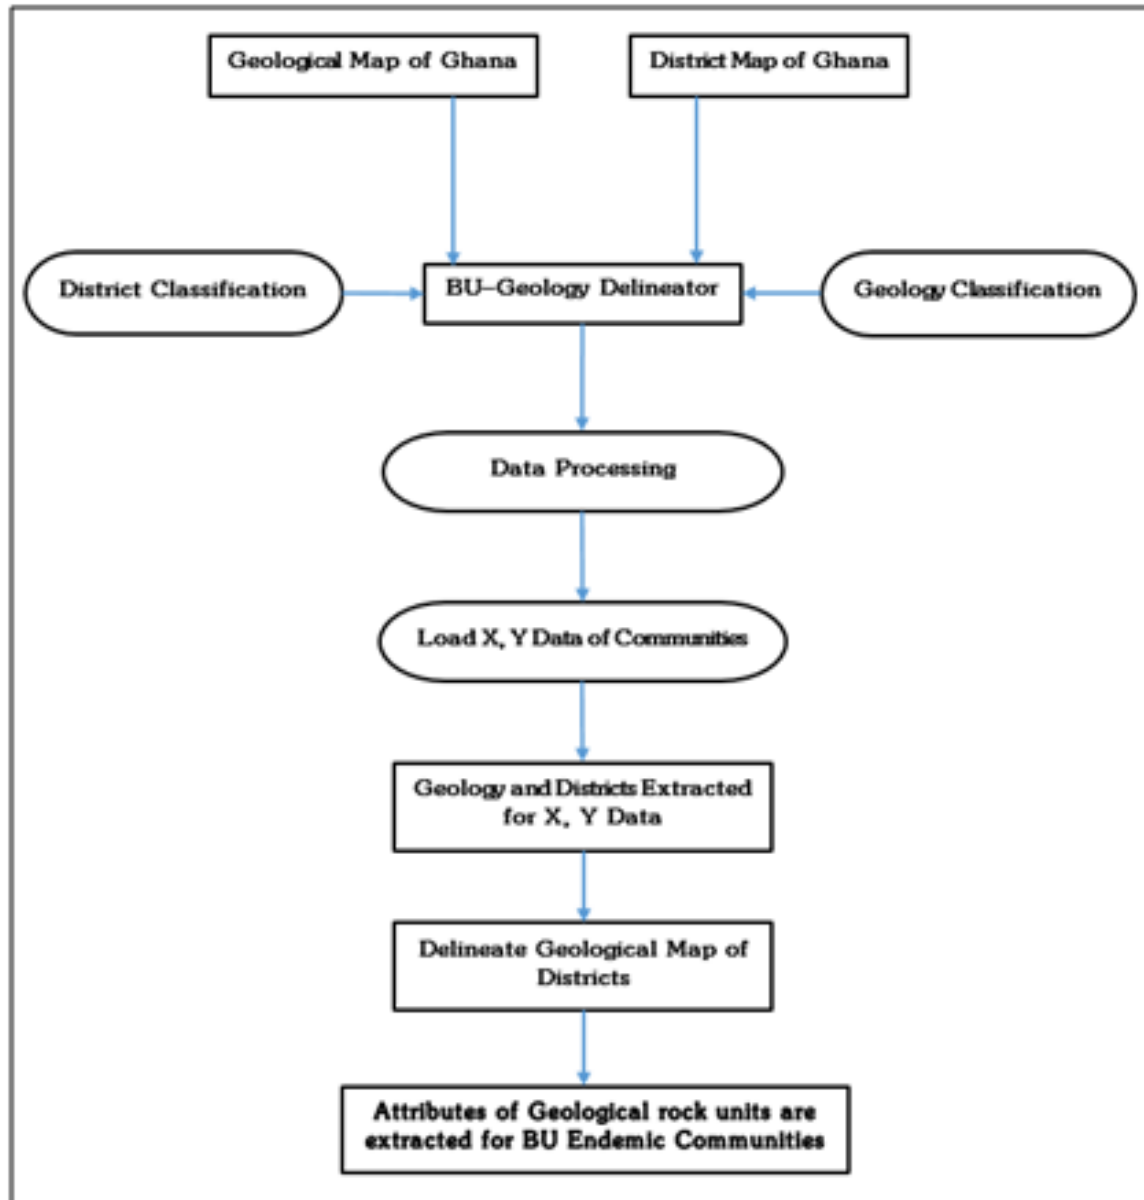 Geological Map of Ghana
District Map of Ghana
District Classification
BU-Geology Delineator
Geology Classification
Data Processing
Load X, Y Data of Communities
Geology and Districts Extracted
for X, Y Data
Delineate Geological Map of
Districts
Attributes of Geological rock units are
extracted for BU Endemic Communities